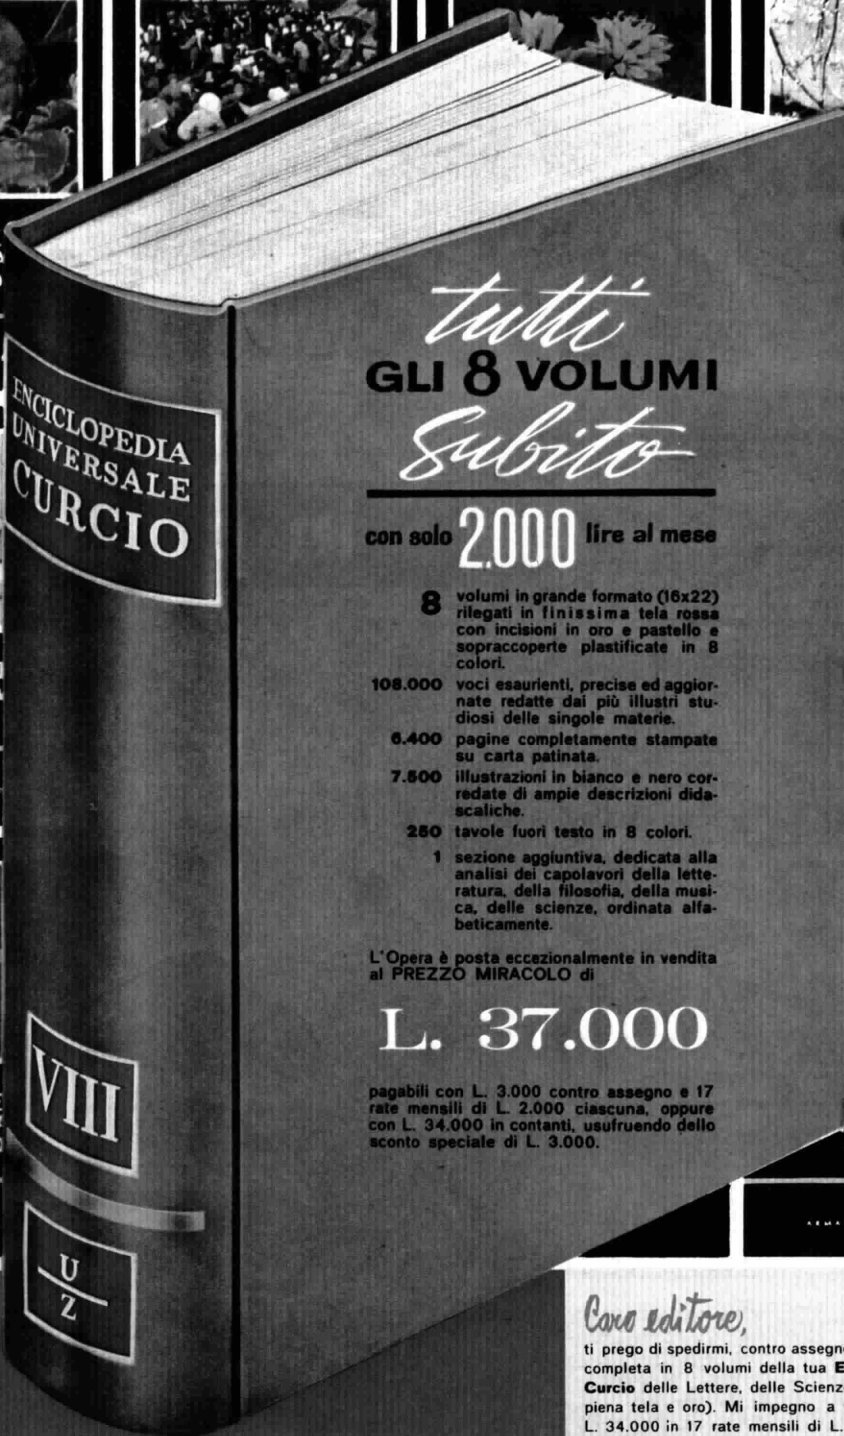 ENCICLOPEDIA
UNIVERSALE
CURCIO
VIII
U
Z
tutti
GLI 8 VOLUMI
subito
con solo 2.000 lire al mese
8 volumi in grande formato (16x22)
rilegati in finissima tela rossa
con incisioni in oro e pastello e
sopraccoperte plastificate in 8
colori.
108.000 voci esaurienti, precise ed aggior-
nate redatte dai più illustri stu-
diosi delle singole materie.
6.400 pagine completamente stampate
su carta patinata.
7.500 illustrazioni in bianco e nero cor-
redate di ampie descrizioni dida-
scaliche.
250 tavole fuori testo in 8 colori.
1 sezione aggiuntiva, dedicata alla
analisi dei capolavori della lette-
ratura, della filosofia, della musi-
ca, delle scienze, ordinata alfa-
beticamente.
L'Opera è posta eccezionalmente in vendita
al PREZZO MIRACOLO di
L. 37.000
pagabili con L. 3.000 contro assegno e 17
rate mensili di L. 2.000 ciascuna, oppure
con L. 34.000 in contanti, usufruendo dello
sconto speciale di L. 3.000.
Caro editore,
ti prego di spedirmi, contro assegn
completa in 8 volumi della tua E
Curcio delle Lettere, delle Scienz
piena tela e oro). Mi impegno a
L. 34.000 in 17 rate mensili di L.